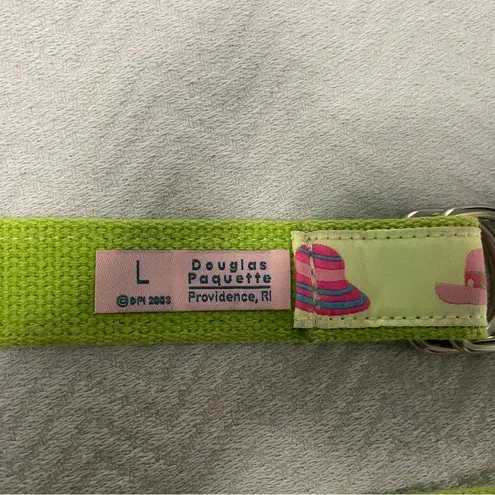 L
© DPI 2003
Douglas
Paquette
Providence, RI